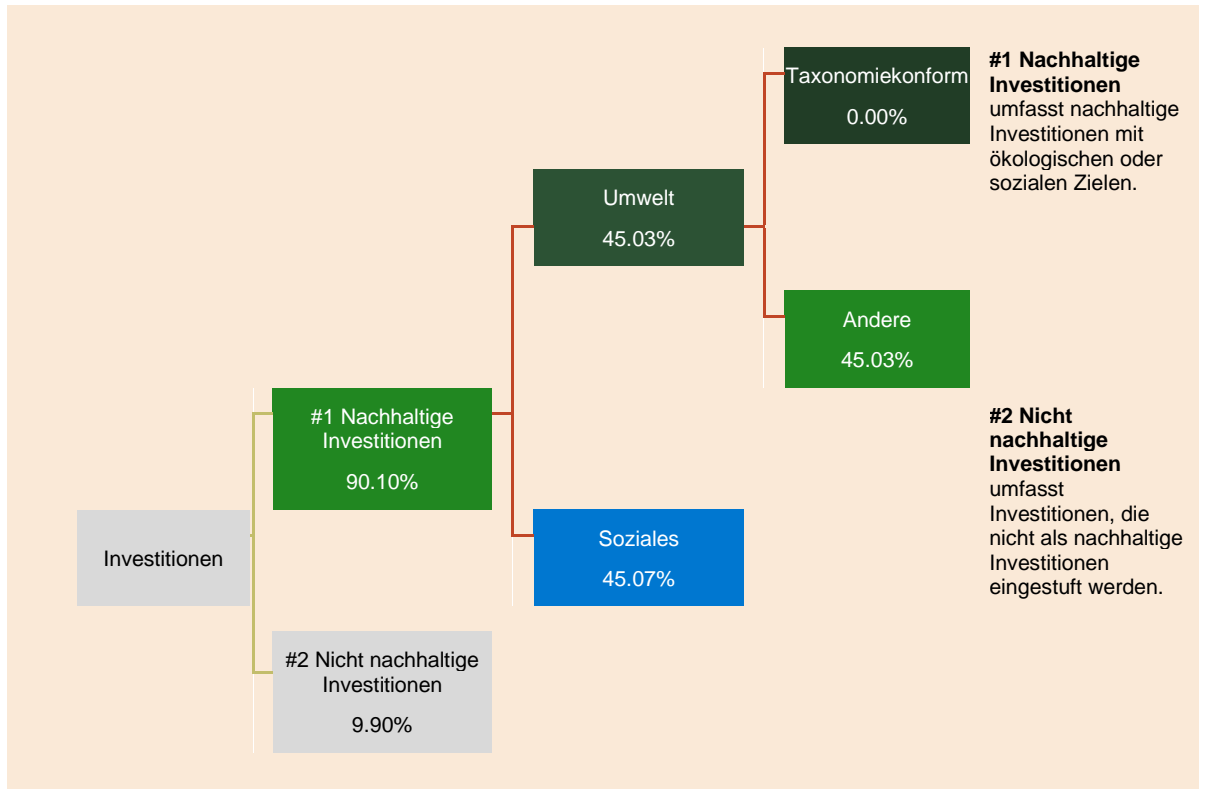 Taxonomiekonform
0.00%
Umwelt
45.03%
Andere
45.03%
#1 Nachhaltige
Investitionen
90.10%
Soziales
45.07%
Investitionen
#2 Nicht nachhaltige
Investitionen
9.90%
#1 Nachhaltige
Investitionen
umfasst nachhaltige
Investitionen mit
ökologischen oder
sozialen Zielen.
#2 Nicht
nachhaltige
Investitionen
umfasst
Investitionen, die
nicht als nachhaltige
Investitionen
eingestuft werden.